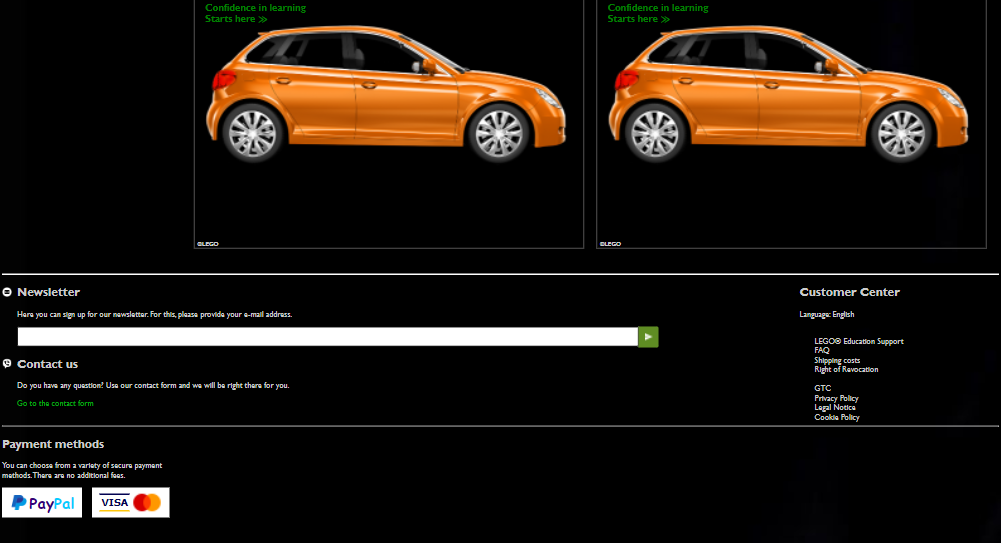 Confidence in learning
Starts here ≫
©LEGO
Confidence in learning
Starts here ≫
©LEGO
Newsletter
Here you can sign up for our newsletter. For this, please provide your e-mail address.
Contact us
Do you have any question? Use our contact form and we will be right there for you.
Go to the contact form
Customer Center
Language: English
LEGO® Education Support
FAQ
Shipping costs
Right of Revocation
GTC
Privacy Policy
Legal Notice
Cookie Policy
Payment methods
You can choose from a variety of secure payment
methods. There are no additional fees.
PayPal
VISA